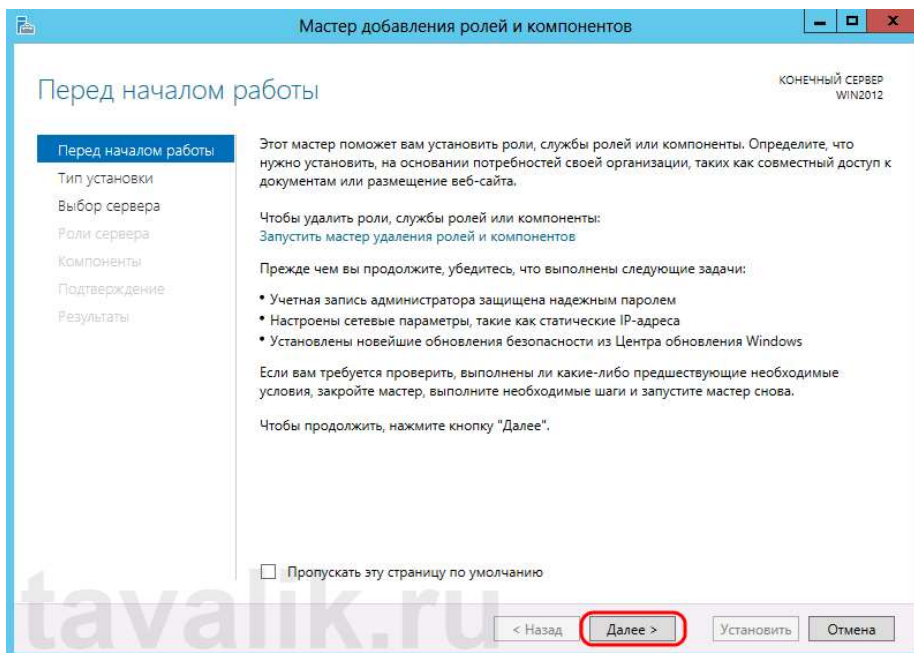 Мастер добавления ролей и компонентов
Перед началом работы
КОНЕЧНЫЙ СЕРВЕР
WIN2012
Перед началом работы
Тип установки
Выбор сервера
Роли сервера
Компоненты
Подтверждение
Результаты
Этот мастер поможет вам установить роли, службы ролей или компоненты. Определите, что
нужно установить, на основании потребностей своей организации, таких как совместный доступ к
документам или размещение веб-сайта.
Чтобы удалить роли, службы ролей или компоненты:
Запустить мастер удаления ролей и компонентов
Прежде чем вы продолжите, убедитесь, что выполнены следующие задачи:
• Учетная запись администратора защищена надежным паролем
• Настроены сетевые параметры, такие как статические IP-адреса
• Установлены новейшие обновления безопасности из Центра обновления Windows
Если вам требуется проверить, выполнены ли какие-либо предшествующие необходимые
условия, закройте мастер, выполните необходимые шаги и запустите мастер снова.
Чтобы продолжить, нажмите кнопку "Далее".
Пропускать эту страницу по умолчанию
tavalik.ru
< Назад
Далее >
Установить
Отмена